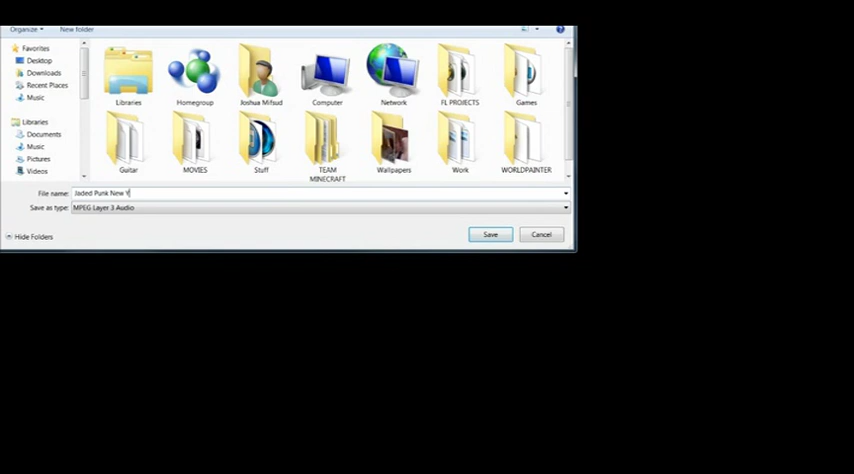 Organize
New folder
Favorites
Desktop
Downloads
Recent Places
Music
Libraries
Documents
Music
Pictures
Videos
Libraries
Homegroup
Joshua Mifsud
Computer
Network
FL PROJECTS
Games
Guitar
MOVIES
Stuff
TEAM
MINECRAFT
Wallpapers
Work
WORLDPAINTER
File name: Jaded Punk New Y
Save as type: MPEG Layer 3 Audio
Hide Folders
Save
Cancel